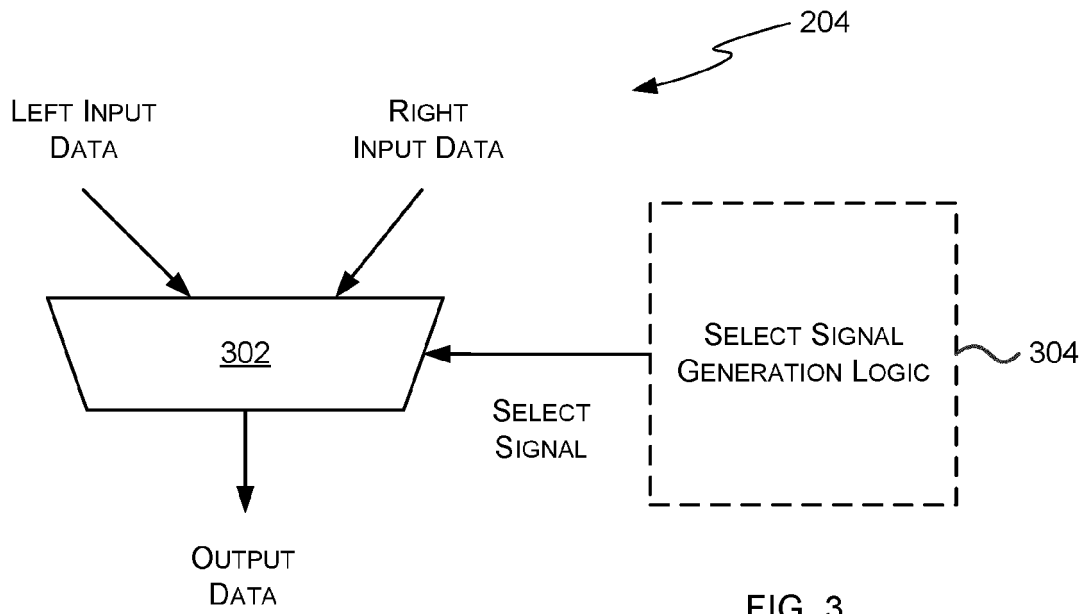 204
LEFT INPUT
DATA
RIGHT
INPUT DATA
302
SELECT SIGNAL
GENERATION LOGIC
304
SELECT
SIGNAL
OUTPUT
DATA
FIG. 3